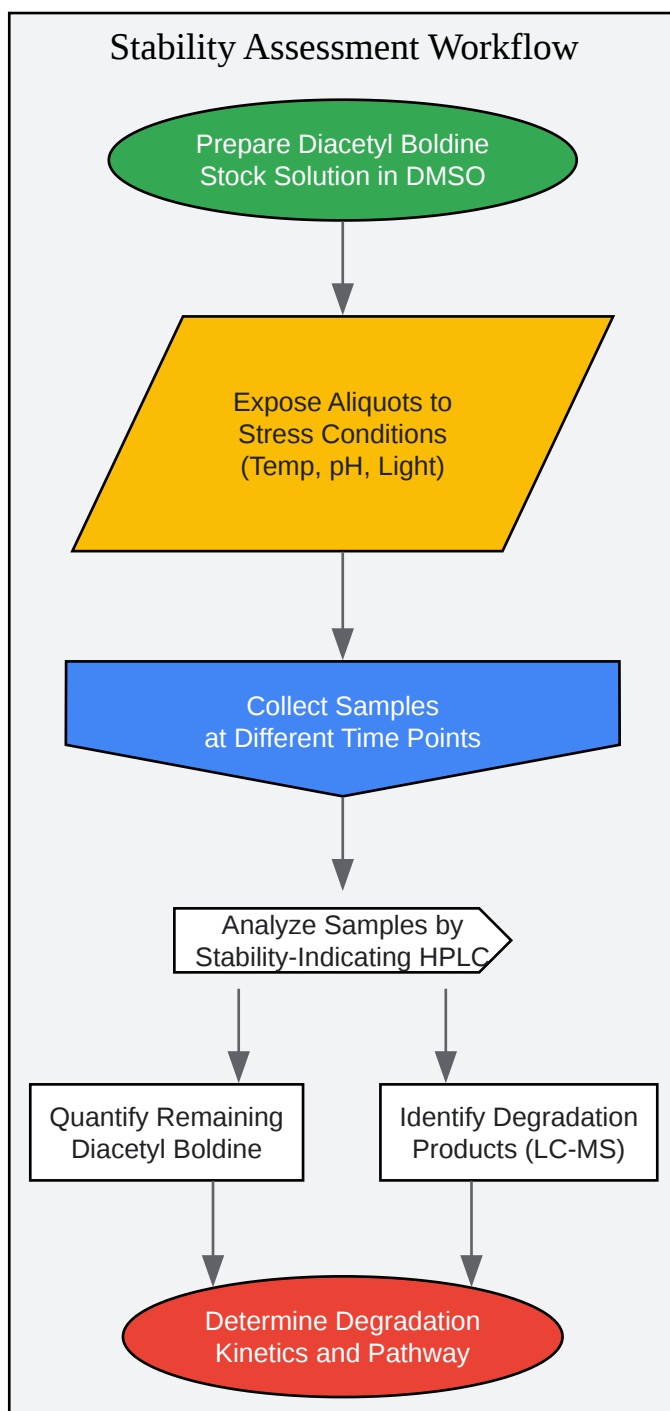 Stability Assessment Workflow
Prepare Diacetyl Boldine
Stock Solution in DMSO
Expose Aliquots to
Stress Conditions
(Temp, pH, Light)
Collect Samples
at Different Time Points
Analyze Samples by
Stability-Indicating HPLC
Quantify Remaining
Diacetyl Boldine
Identify Degradation
Products (LC-MS)
Determine Degradation
Kinetics and Pathway